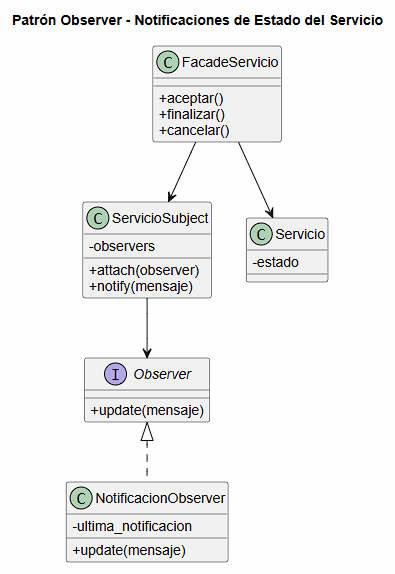 Patrón Observer - Notificaciones de Estado del Servicio
C FacadeServicio
+aceptar()
+finalizar()
+cancelar()
C ServicioSubject
-observers
+attach(observer)
+notify(mensaje)
C Servicio
-estado
I Observer
+update(mensaje)
C NotificacionObserver
-ultima_notificacion
+update(mensaje)